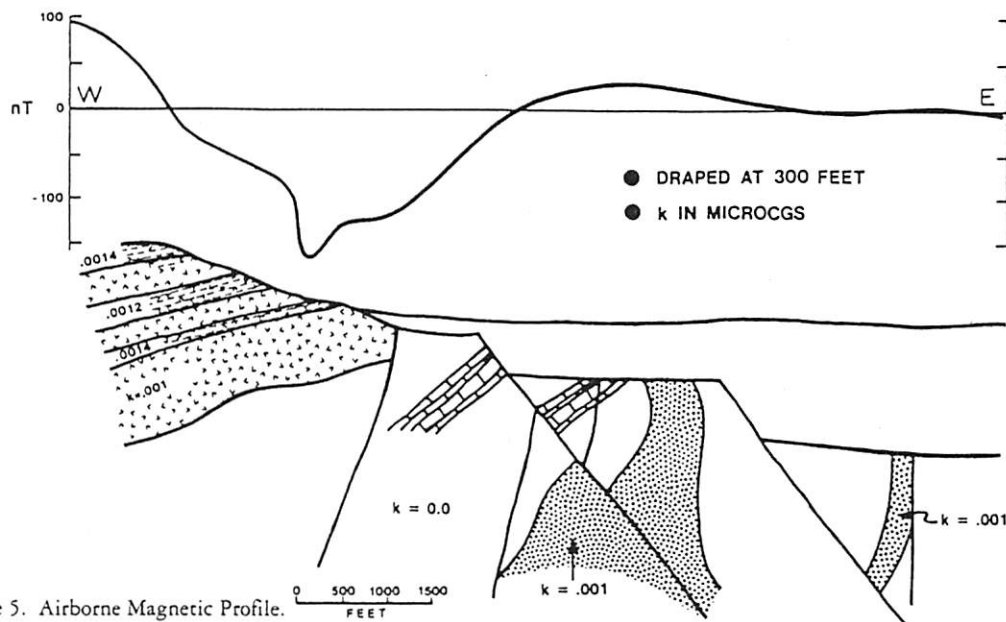 100
W
E
nT
0
-100
● DRAPED AT 300 FEET
● k IN MICROCGS
.0014
.0012
.0014
k=.001
k = 0.0
k = .001
k = .001
0 500 1000 1500
FEET
5. Airborne Magnetic Profile.